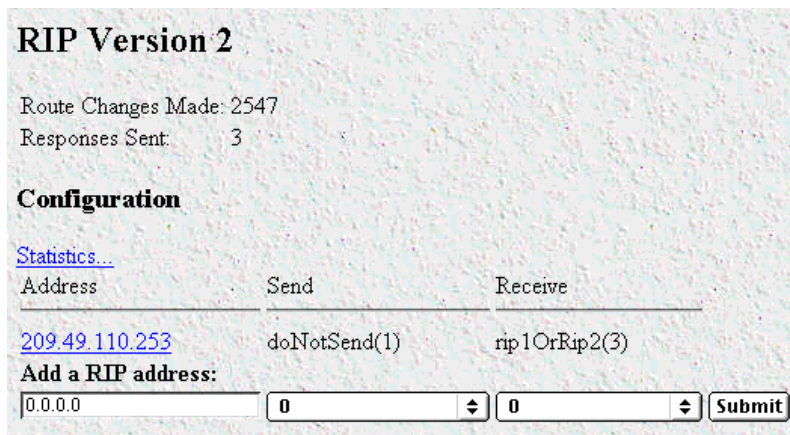 RIP Version 2
Route Changes Made: 2547
Responses Sent: 3
Configuration
Statistics...
Address Send Receive
209.49.110.253 doNotSend(1) rip1OrRip2(3)
Add a RIP address:
0.0.0.0 0 0 Submit